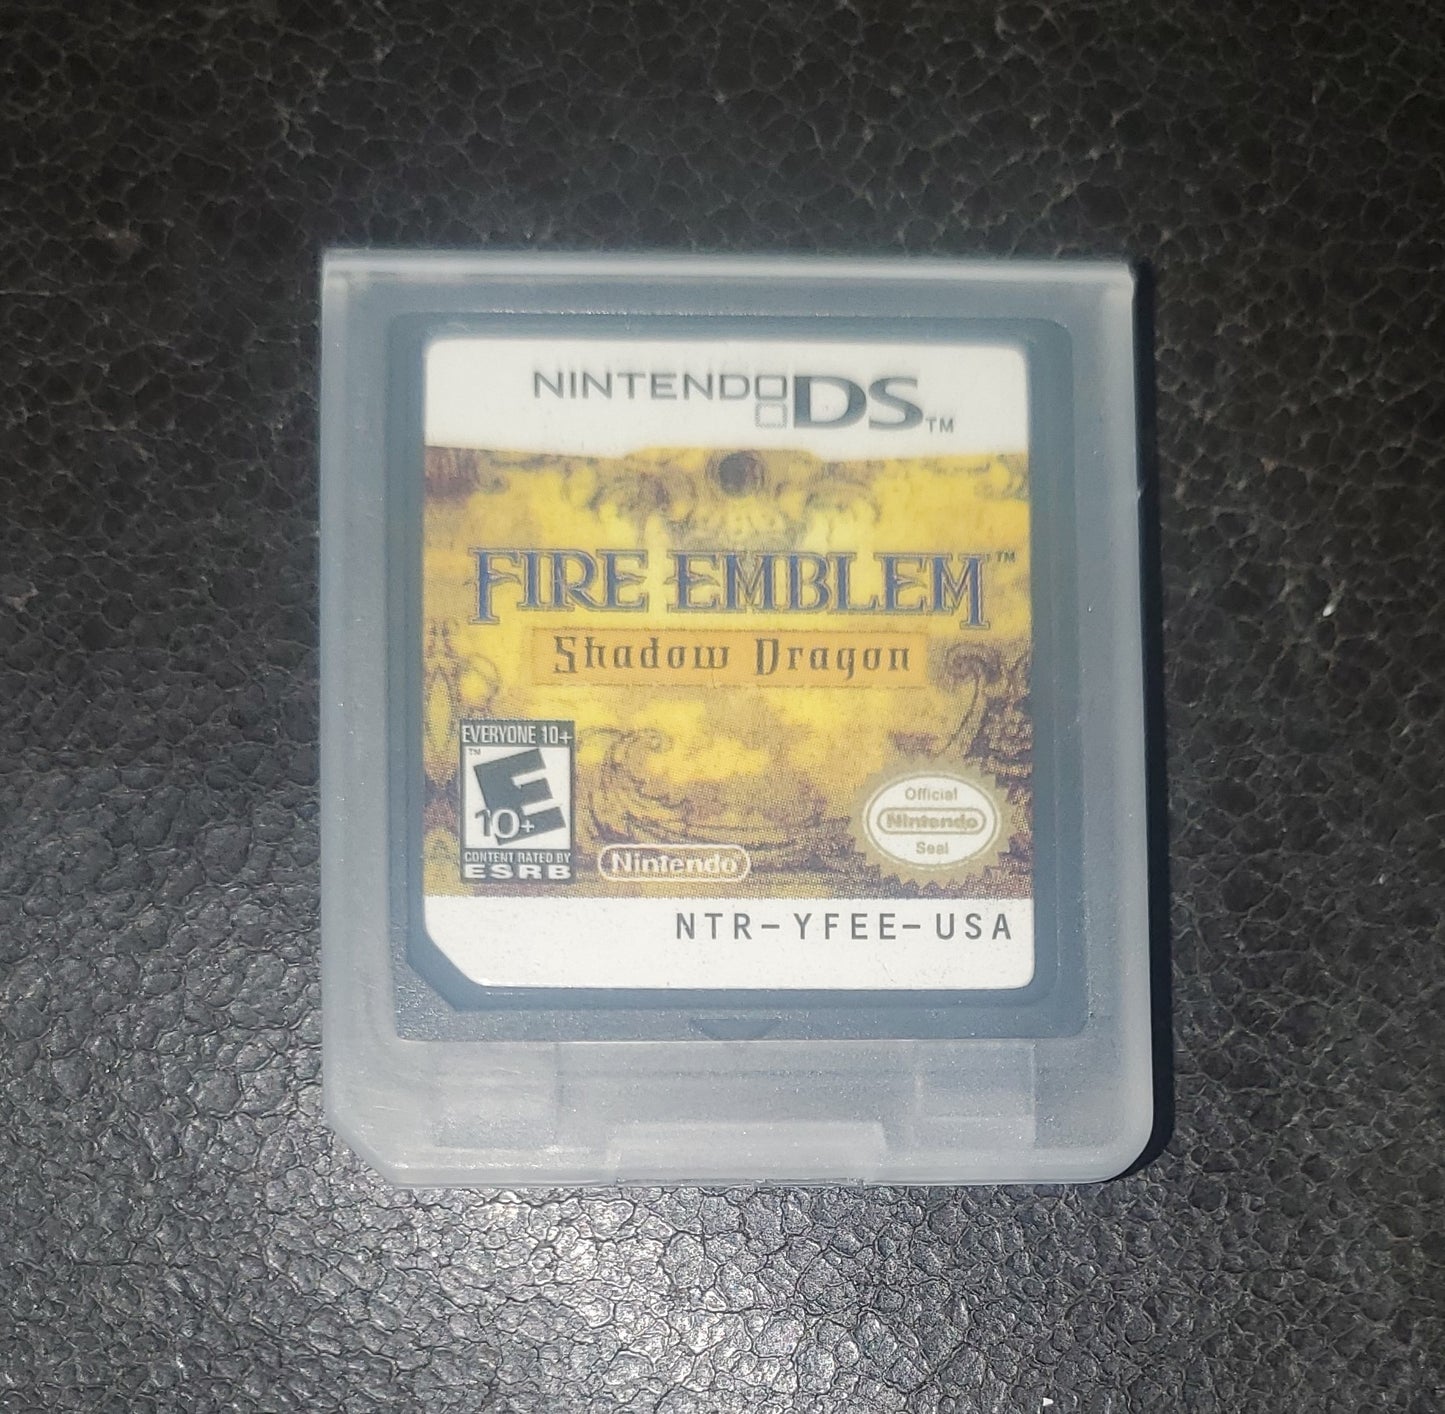 NINTENDO DS™
FIRE EMBLEM™
Shadow Dragon
EVERYONE 10+
™
E
10+
CONTENT RATED BY
ESRB
Nintendo
Official
Nintendo
Seal
NTR-YFEE-USA